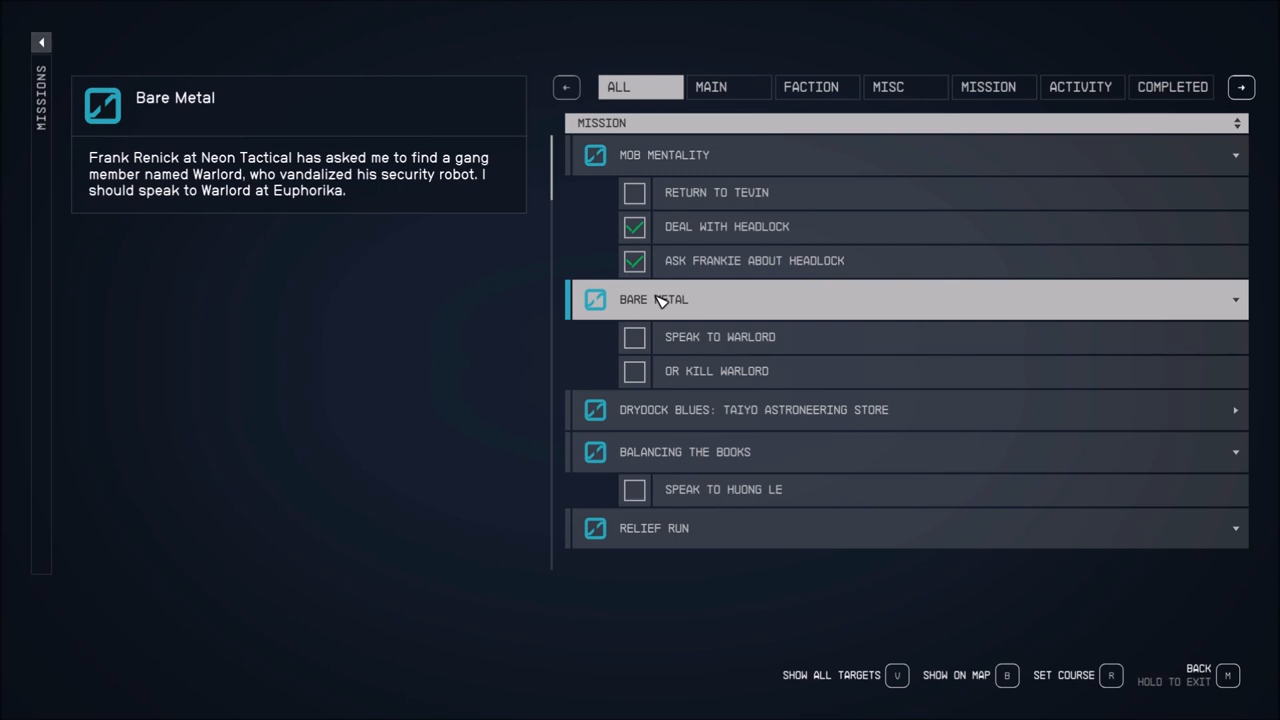 MISSIONS
Bare Metal
Frank Renick at Neon Tactical has asked me to find a gang
member named Warlord, who vandalized his security robot. I
should speak to Warlord at Euphorika.
ALL MAIN FACTION MISC MISSION ACTIVITY COMPLETED
MISSION
MOB MENTALITY
RETURN TO TEVIN
DEAL WITH HEADLOCK
ASK FRANKIE ABOUT HEADLOCK
BARE METAL
SPEAK TO WARLORD
OR KILL WARLORD
DRYDOCK BLUES: TAIYO ASTRONEERING STORE
BALANCING THE BOOKS
SPEAK TO HUONG LE
RELIEF RUN
SHOW ALL TARGETS V SHOW ON MAP B SET COURSE R BACK M
HOLD TO EXIT